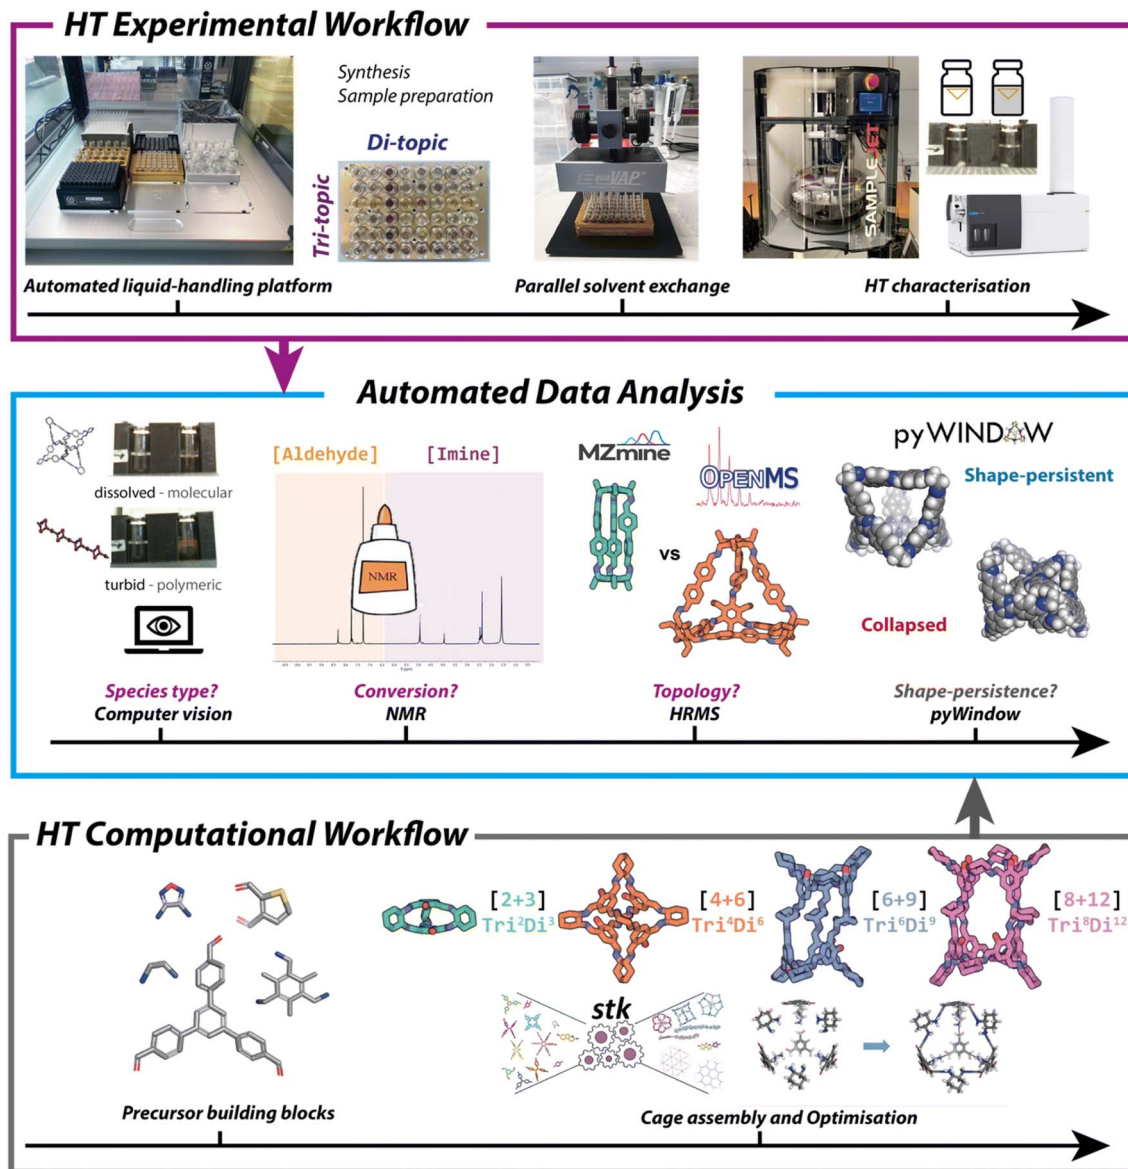 HT Experimental Workflow
Synthesis
Sample preparation
Di-topic
Tri-topic
EquaVAP®
SAMPLEJET
Automated liquid-handling platform
Parallel solvent exchange
HT characterisation
Automated Data Analysis
dissolved - molecular
turbid - polymeric
[Aldehyde]
[Imine]
NMR
MZmine
OPENMS
vs
pyWINDOW
Shape-persistent
Collapsed
Species type?
Computer vision
Conversion?
NMR
Topology?
HRMS
Shape-persistence?
pyWindow
HT Computational Workflow
[2+3]
Tri²Di³
[4+6]
Tri⁴Di⁶
[6+9]
Tri⁶Di⁹
[8+12]
Tri⁸Di¹²
stk
Precursor building blocks
Cage assembly and Optimisation